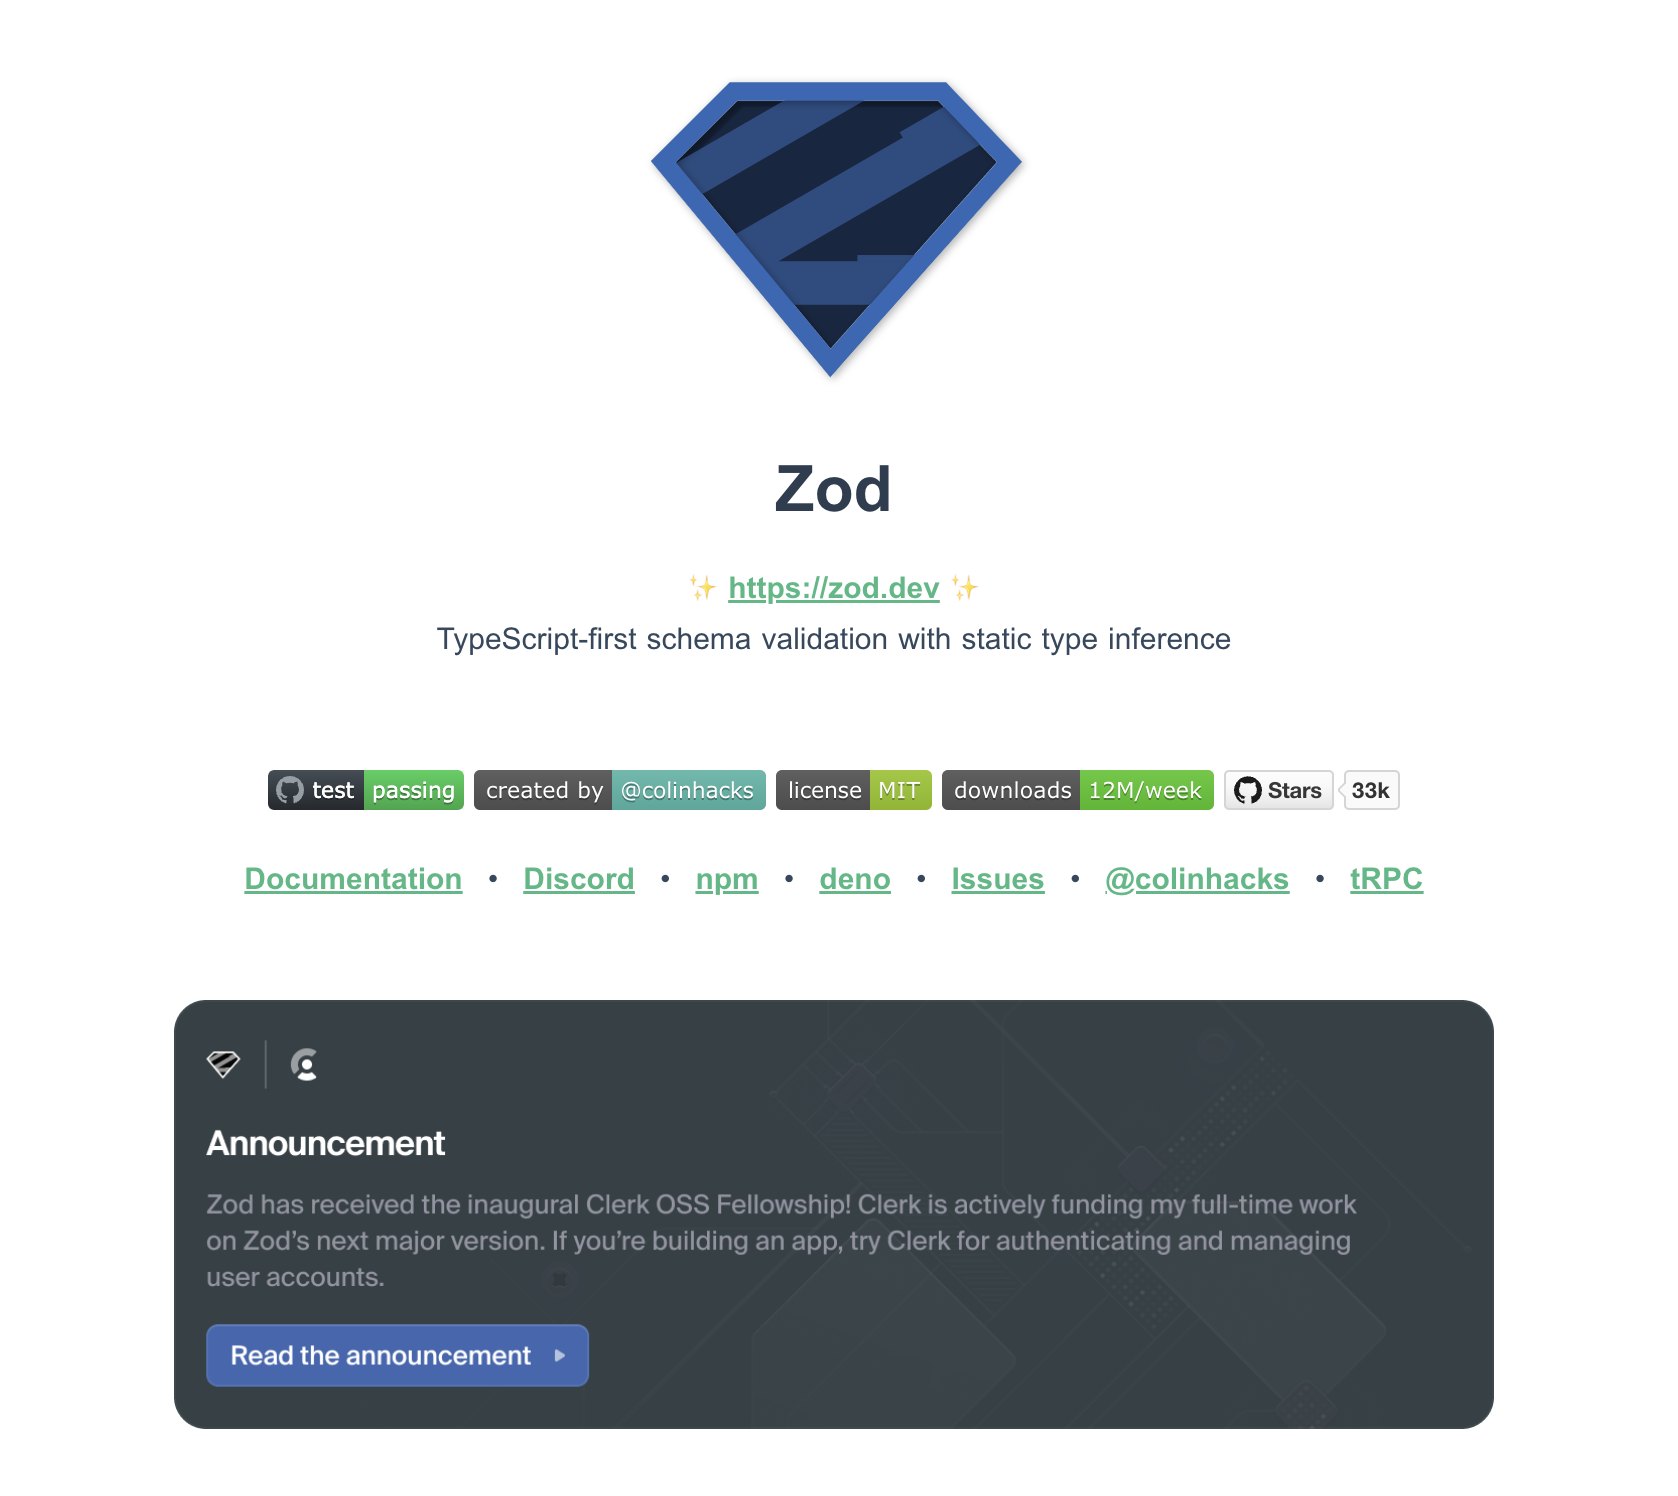 Zod
✨ https://zod.dev ✨
TypeScript-first schema validation with static type inference
test passing created by @colinhacks license MIT downloads 12M/week Stars 33k
Documentation • Discord • npm • deno • Issues • @colinhacks • tRPC
Announcement
Zod has received the inaugural Clerk OSS Fellowship! Clerk is actively funding my full-time work
on Zod’s next major version. If you’re building an app, try Clerk for authenticating and managing
user accounts.
Read the announcement